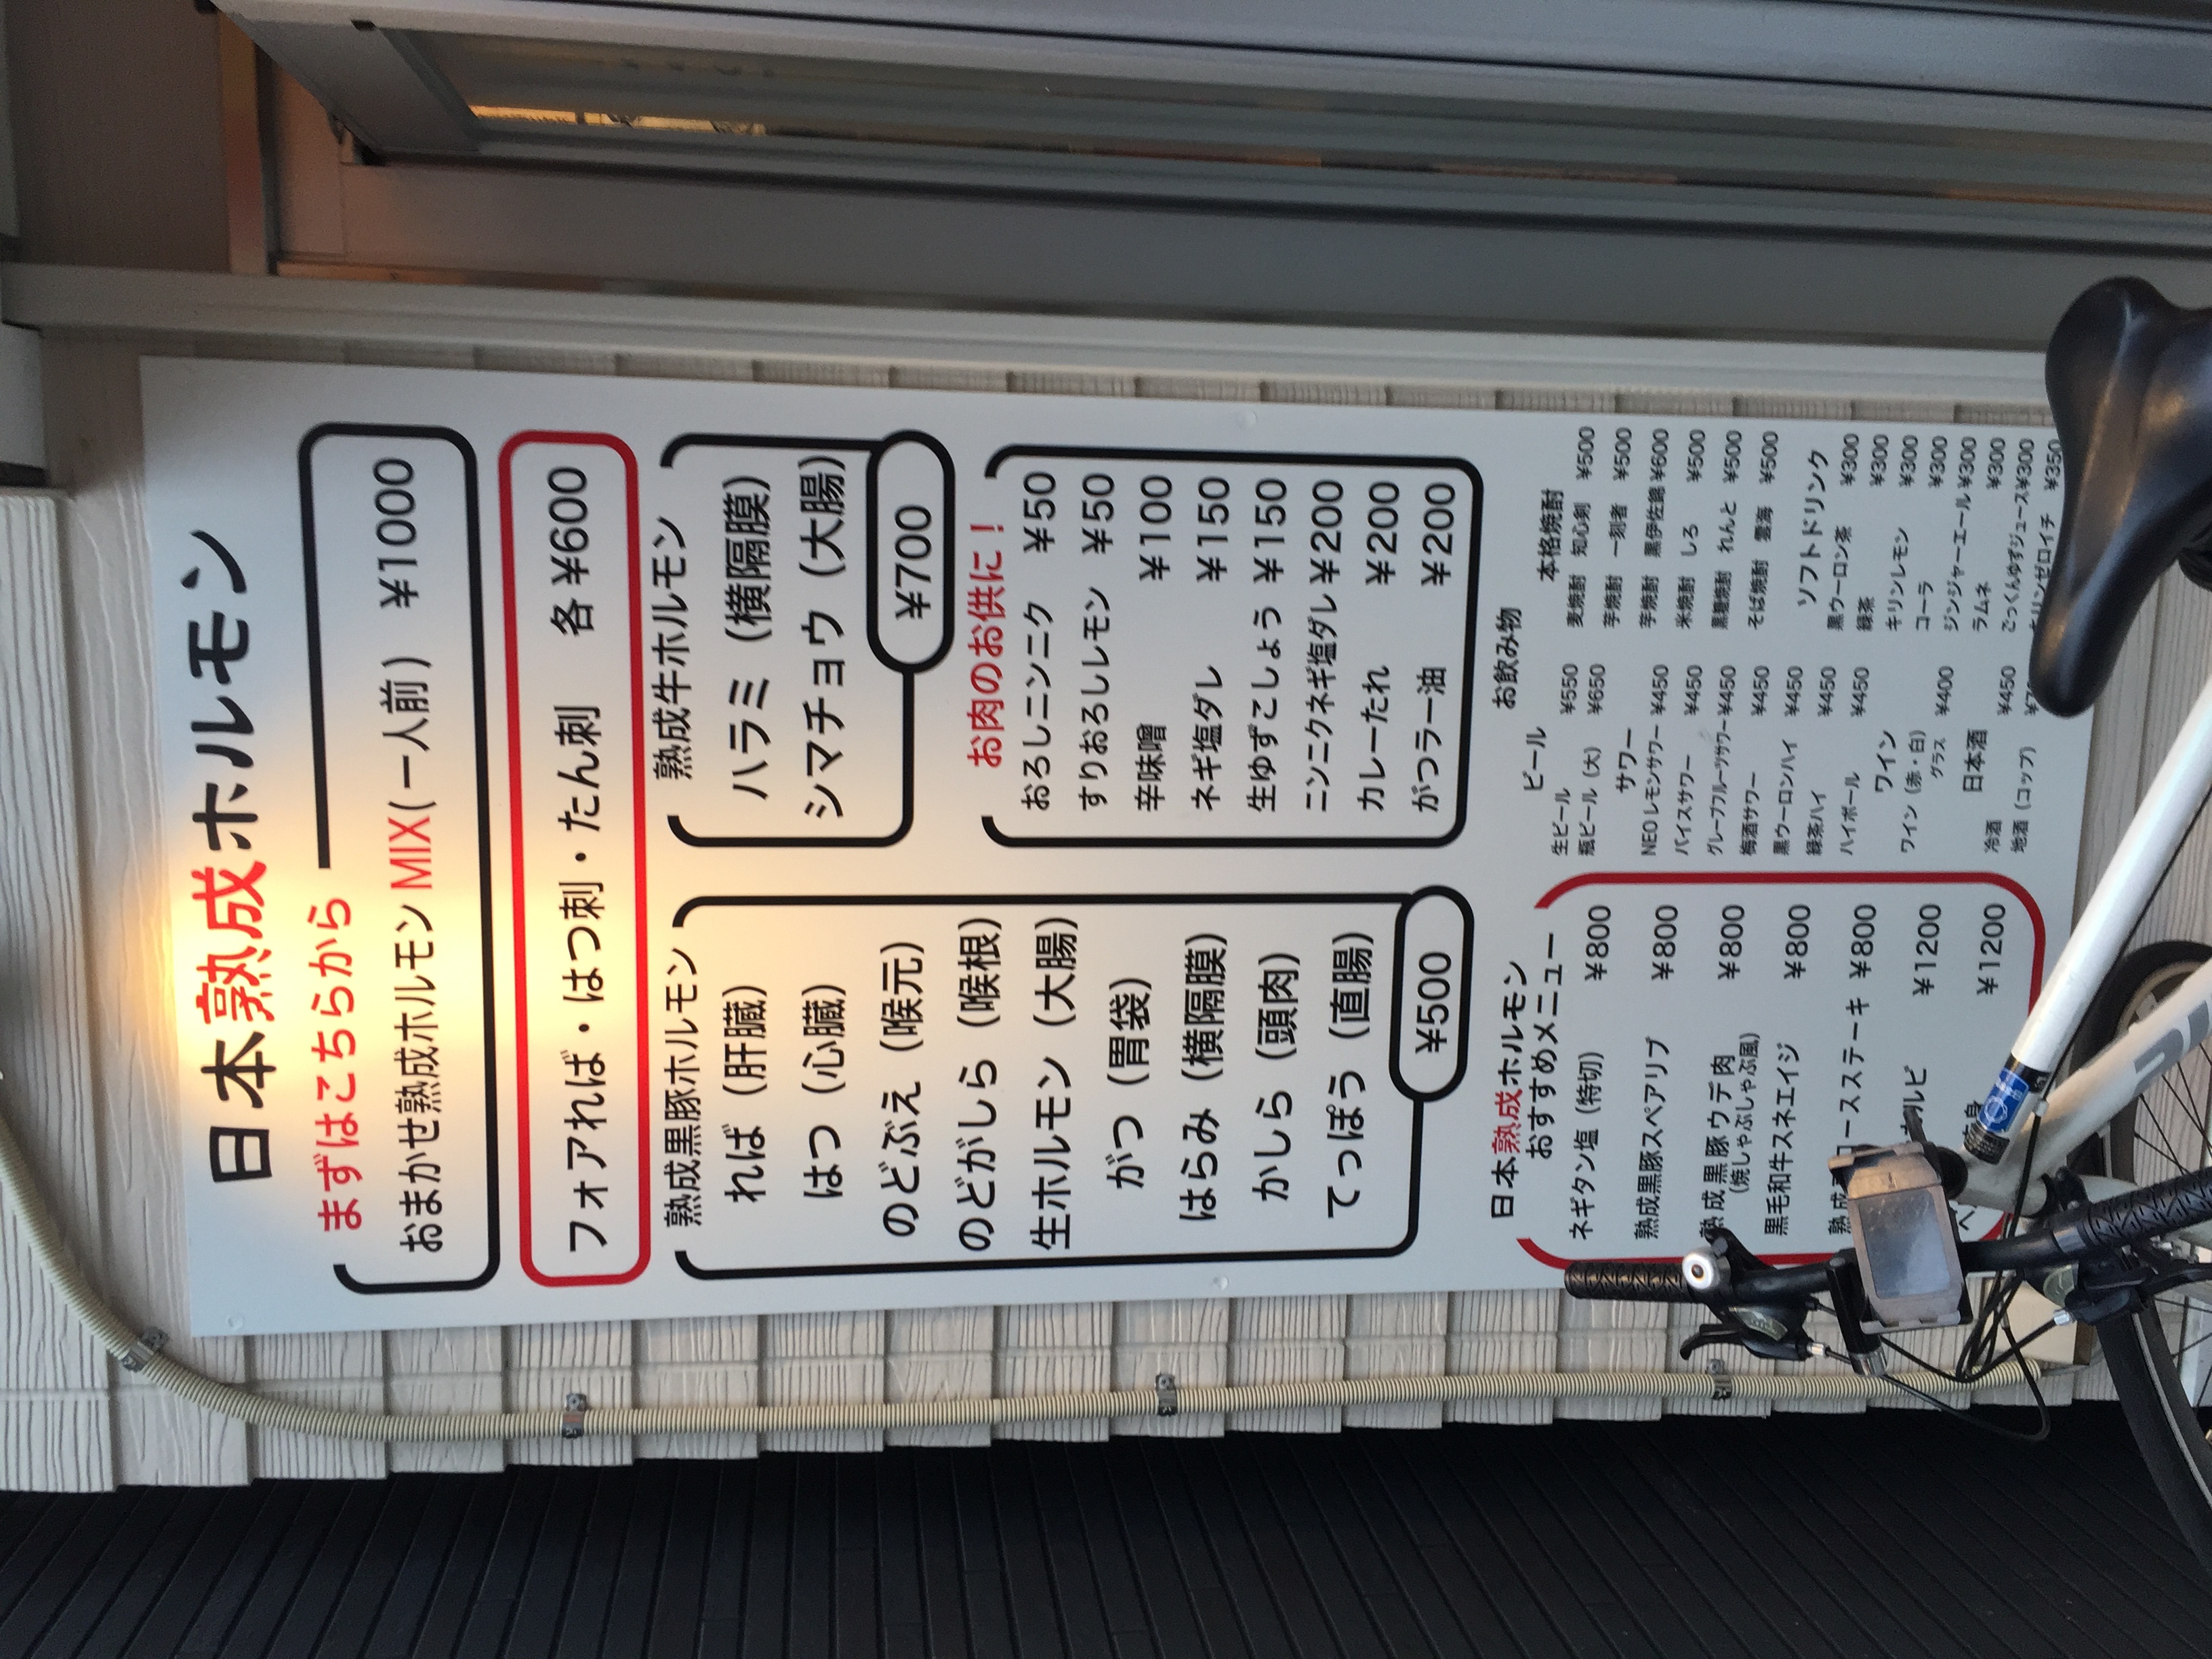 日本熟成ホルモン
まずはこちらから
おまかせ熟成ホルモン MIX(一人前) ¥1000
フォアれば・はつ刺・たん刺 各¥600
熟成黒豚ホルモン
れば（肝臓）
はつ（心臓）
のどぶえ（喉元）
のどがしら（喉根）
生ホルモン（大腸）
がつ（胃袋）
はらみ（横隔膜）
かしら（頭肉）
てっぽう（直腸）
¥500
熟成牛ホルモン
ハラミ（横隔膜）
シマチョウ（大腸）
¥700
お肉のお供に！
おろしニンニク ¥50
すりおろしレモン ¥50
辛味噌 ¥100
ネギ塩ダレ ¥150
生ゆずこしょう ¥150
ニンニクネギ塩ダレ ¥200
カレーたれ ¥200
がつラー油 ¥200
日本熟成ホルモン
おすすめメニュー
ネギタン塩（特切） ¥800
熟成黒豚スペアリブ ¥800
熟成黒豚ウデ肉 ¥800
（焼しゃぶしゃぶ風）
黒毛和牛スネエイジ ¥800
熟成 ロースステーキ ¥800
カルビ ¥1200
¥1200
お飲み物
ビール
生ビール ¥550
瓶ビール（大） ¥650
サワー
NEOレモンサワー ¥450
バイスサワー ¥450
グレープフルーツサワー ¥450
梅酒サワー ¥450
黒ウーロンハイ ¥450
緑茶ハイ ¥450
ハイボール ¥450
ワイン
ワイン（赤・白）
グラス ¥400
日本酒
冷酒 ¥450
地酒（コップ）
本格焼酎
麦焼酎 知心剣 ¥500
芋焼酎 一刻者 ¥500
芋焼酎 黒伊佐錦 ¥600
米焼酎 しろ ¥500
黒糖焼酎 れんと ¥500
そば焼酎 雲海 ¥500
ソフトドリンク
黒ウーロン茶 ¥300
緑茶 ¥300
キリンレモン ¥300
コーラ ¥300
ジンジャーエール ¥300
ラムネ ¥300
ごっくんゆずジュース ¥300
キリンゼロイチ ¥350